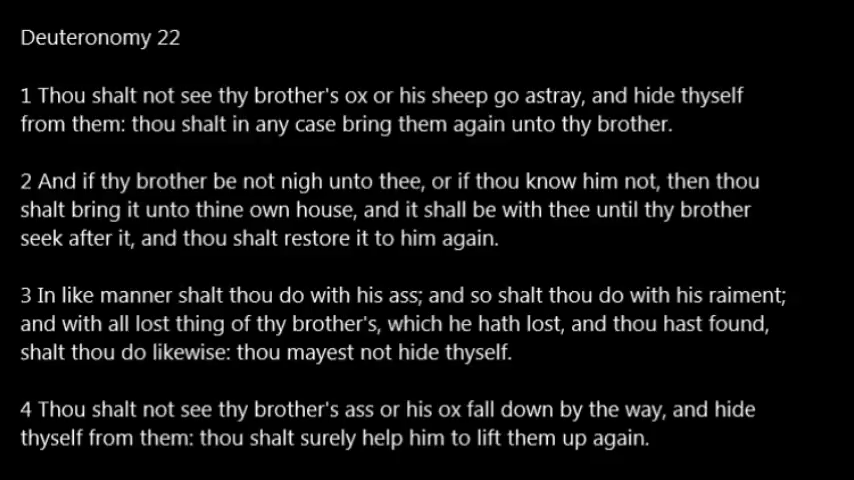 Deuteronomy 22
1 Thou shalt not see thy brother's ox or his sheep go astray, and hide thyself
from them: thou shalt in any case bring them again unto thy brother.
2 And if thy brother be not nigh unto thee, or if thou know him not, then thou
shalt bring it unto thine own house, and it shall be with thee until thy brother
seek after it, and thou shalt restore it to him again.
3 In like manner shalt thou do with his ass; and so shalt thou do with his raiment;
and with all lost thing of thy brother's, which he hath lost, and thou hast found,
shalt thou do likewise: thou mayest not hide thyself.
4 Thou shalt not see thy brother's ass or his ox fall down by the way, and hide
thyself from them: thou shalt surely help him to lift them up again.